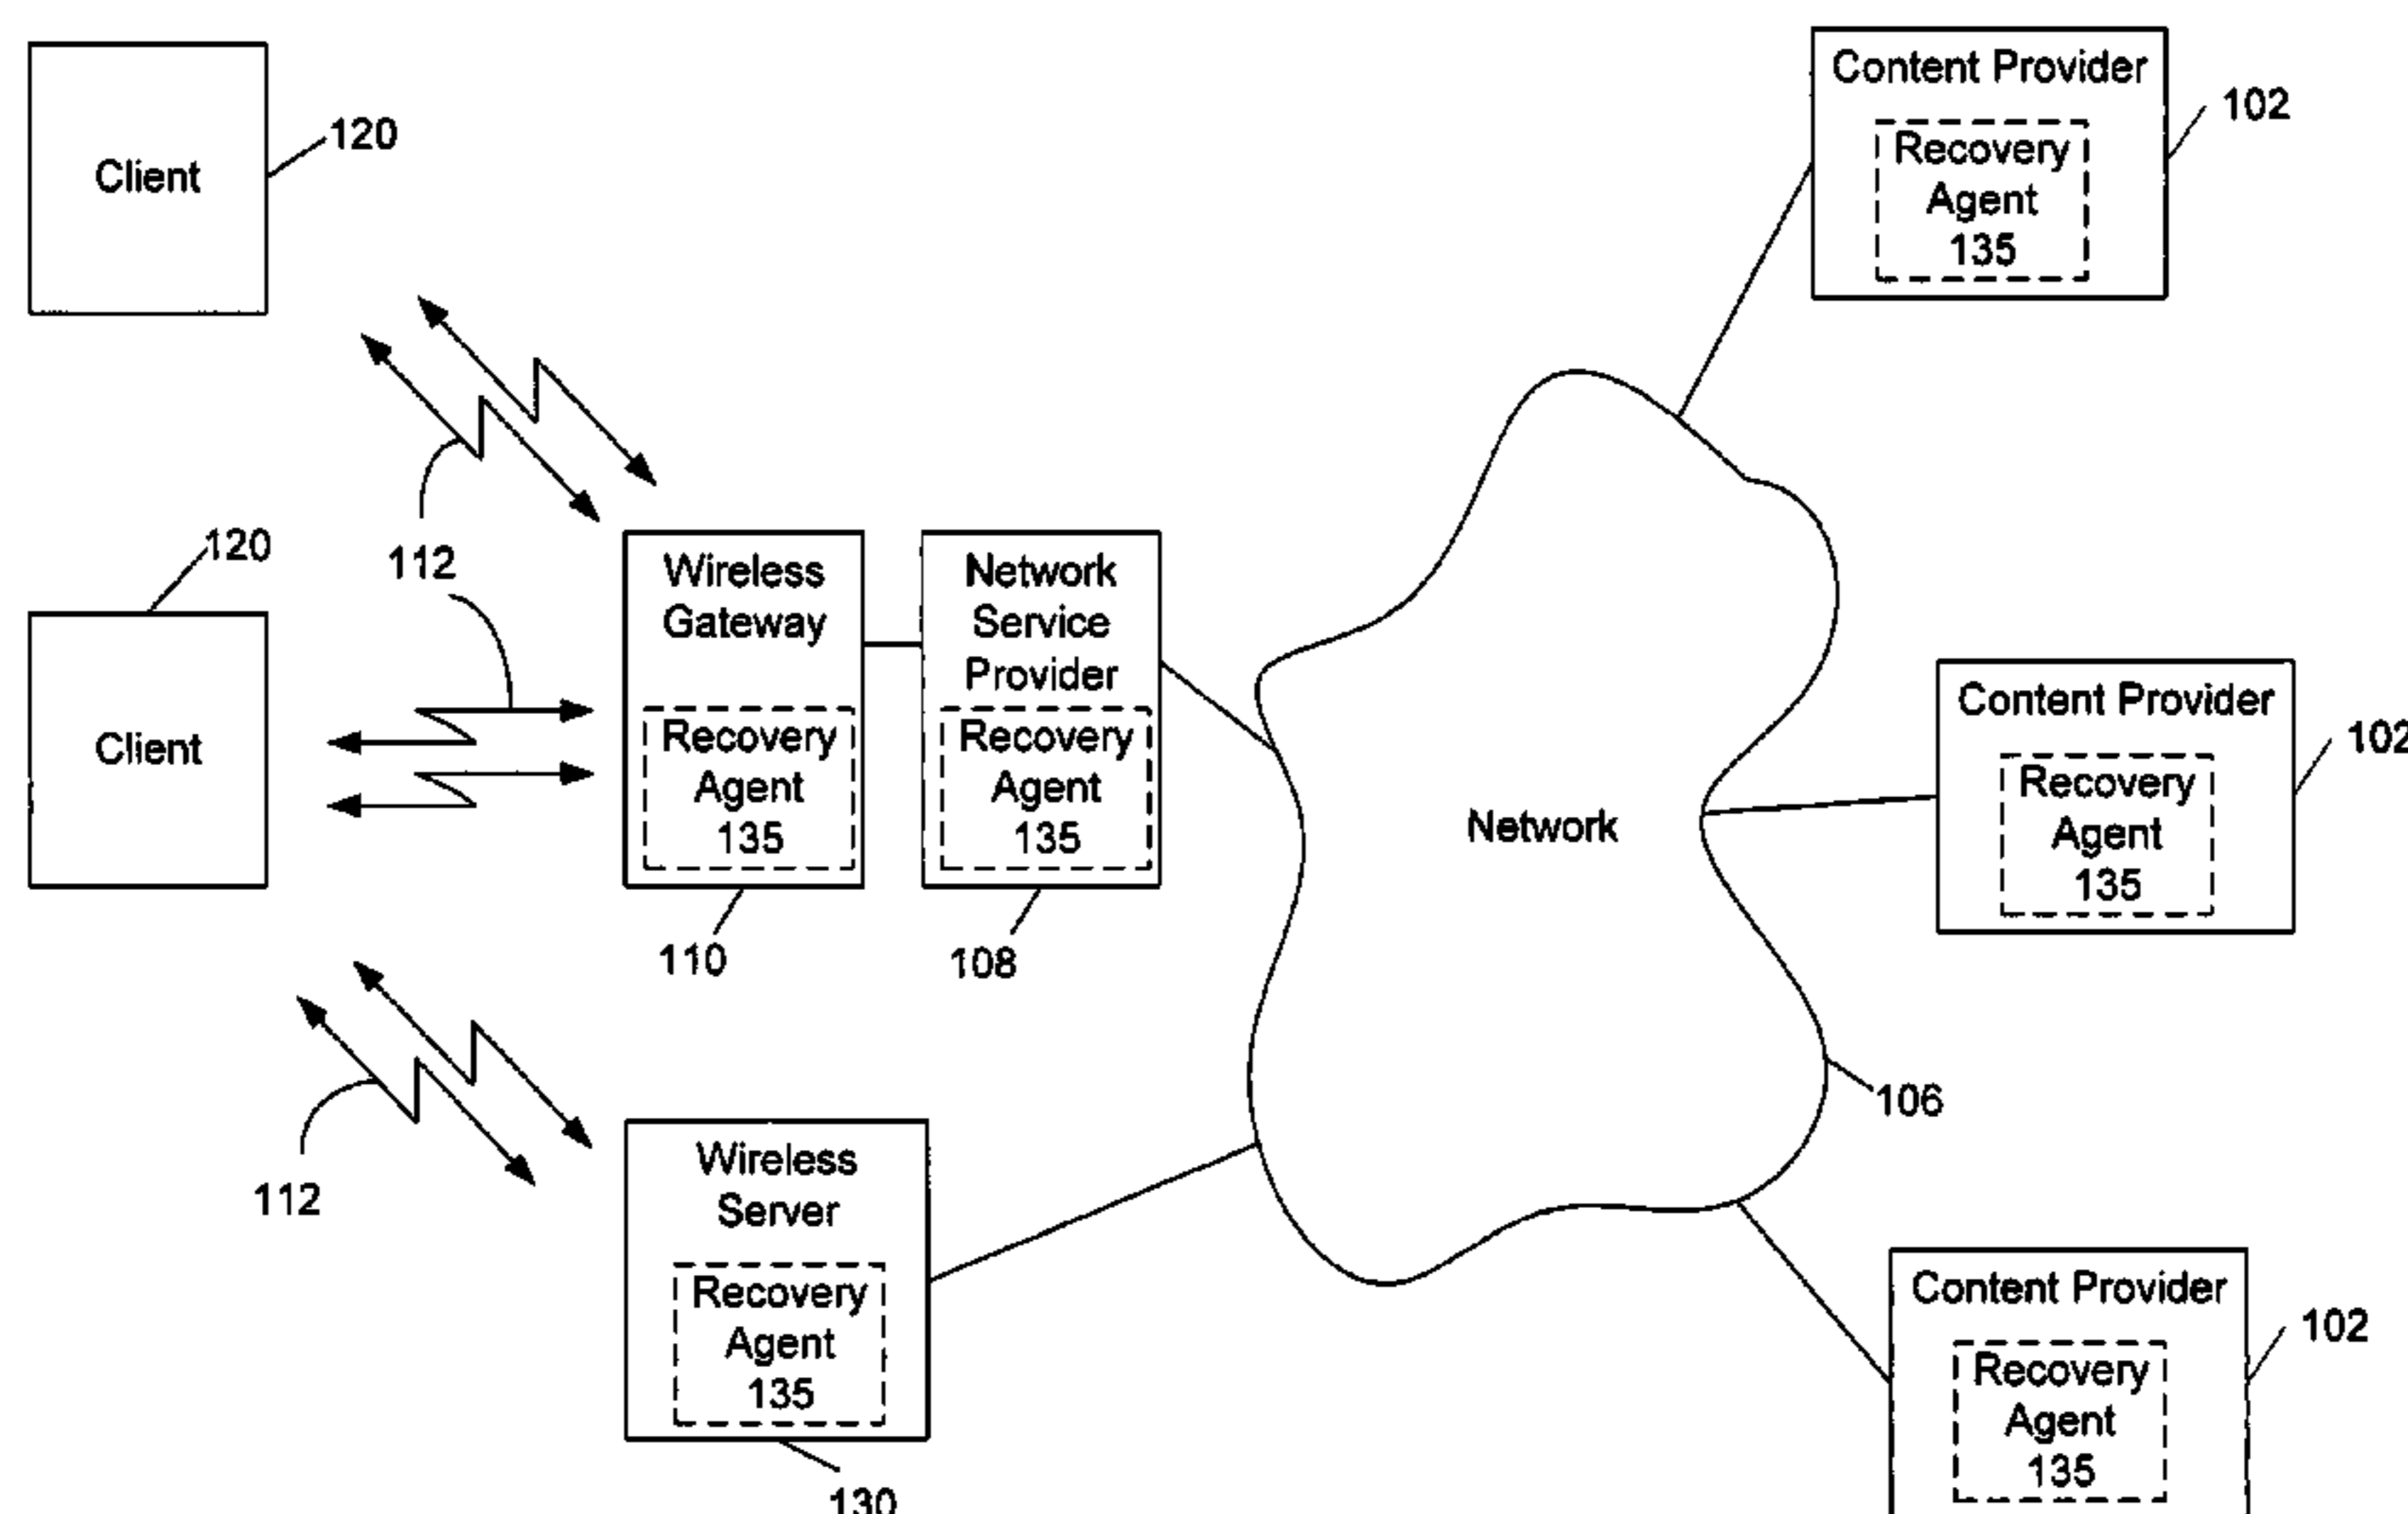 Client
120
Content Provider
Recovery
Agent
135
102
112
120
Client
Wireless
Gateway
Recovery
Agent
135
110
Network
Service
Provider
Recovery
Agent
135
108
Network
106
Content Provider
Recovery
Agent
135
102
112
Wireless
Server
Recovery
Agent
135
130
Content Provider
Recovery
Agent
135
102